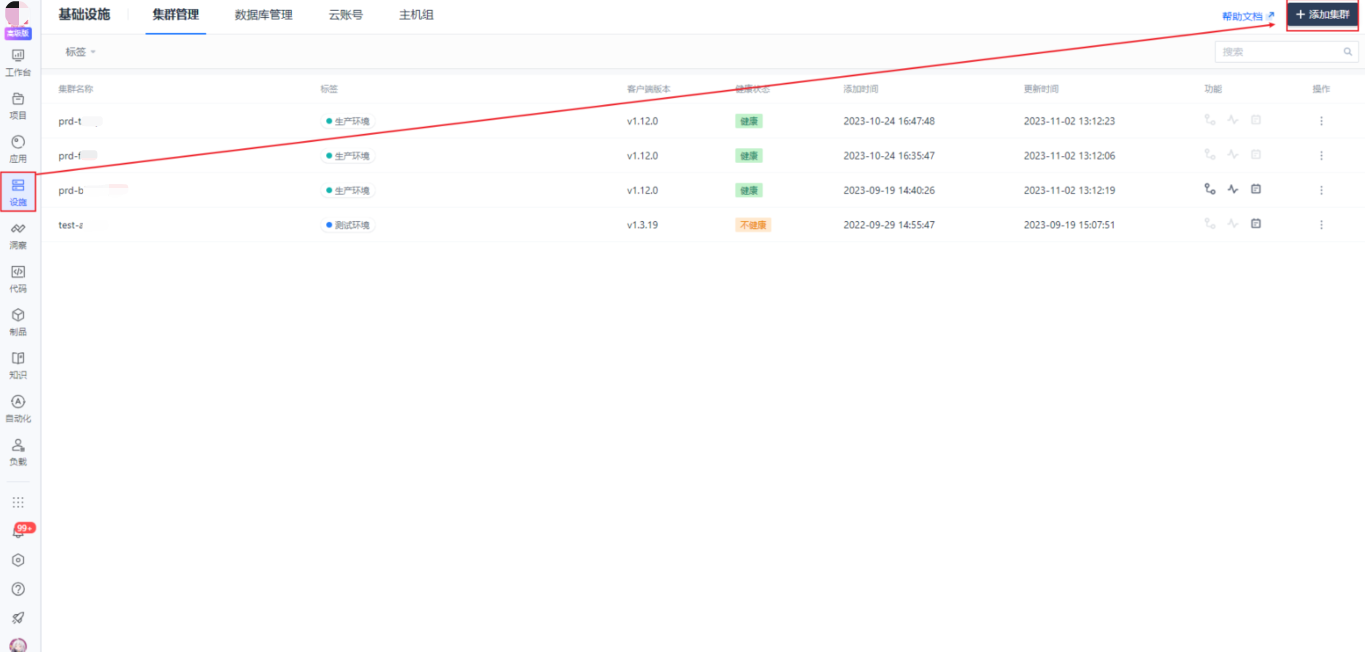 基础设施 集群管理 数据库管理 云账号 主机组 帮助文档 + 添加集群
高级版
标签 搜索
工作台
集群名称 标签 客户端版本 健康状态 添加时间 更新时间 功能 操作
项目
prd-t 生产环境 v1.12.0 健康 2023-10-24 16:47:48 2023-11-02 13:12:23
应用
prd-f 生产环境 v1.12.0 健康 2023-10-24 16:35:47 2023-11-02 13:12:06
设施
prd-b 生产环境 v1.12.0 健康 2023-09-19 14:40:26 2023-11-02 13:12:19
test-a 测试环境 v1.3.19 不健康 2022-09-29 14:55:47 2023-09-19 15:07:51
洞察
代码
制品
知识
自动化
负载
99+